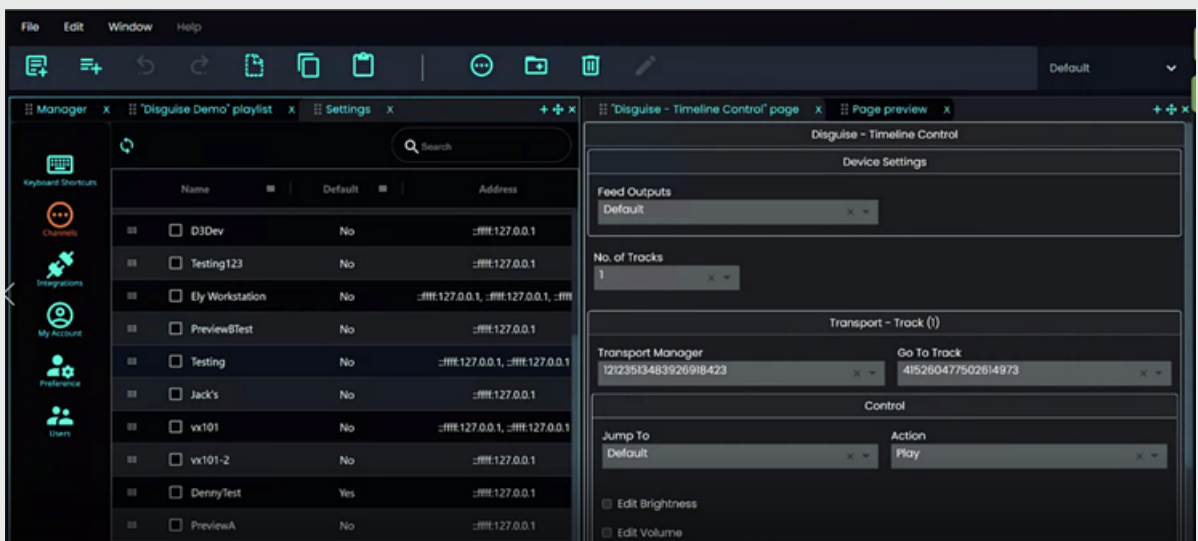 File Edit Window Help
Default
Manager x "Disguise Demo" playlist x Settings x
"Disguise - Timeline Control" page x Page preview x
Keyboard Shortcuts
Channels
Integrations
My Account
Preference
Users
Search
Name Default Address
D3Dev No ::ffff:127.0.0.1
Testing123 No ::ffff:127.0.0.1
Ely Workstation No ::ffff:127.0.0.1, ::ffff:127.0.0.1, ::ffff
PreviewBTest No ::ffff:127.0.0.1
Testing No ::ffff:127.0.0.1, ::ffff:127.0.0.1
Jack's No ::ffff:127.0.0.1
vx101 No ::ffff:127.0.0.1, ::ffff:127.0.0.1
vx101-2 No ::ffff:127.0.0.1
DennyTest Yes ::ffff:127.0.0.1
PreviewA No ::ffff:127.0.0.1
Disguise - Timeline Control
Device Settings
Feed Outputs
Default
No. of Tracks
1
Transport - Track (1)
Transport Manager Go To Track
12123513483926918423 415260477502614973
Control
Jump To Action
Default Play
Edit Brightness
Edit Volume